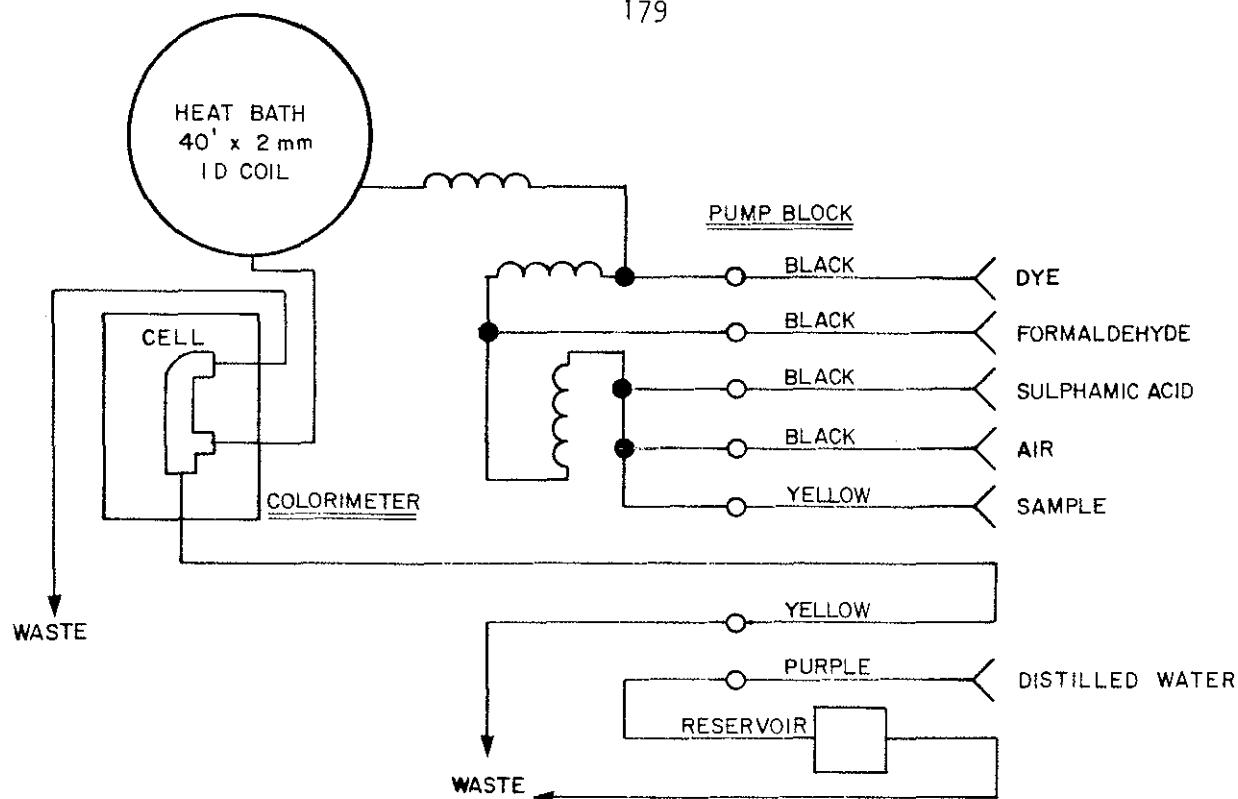 179
HEAT BATH
40' x 2 mm
ID COIL
PUMP BLOCK
BLACK
DYE
BLACK
FORMALDEHYDE
BLACK
SULPHAMIC ACID
BLACK
AIR
YELLOW
SAMPLE
CELL
COLORIMETER
WASTE
YELLOW
PURPLE
DISTILLED WATER
RESERVOIR
WASTE